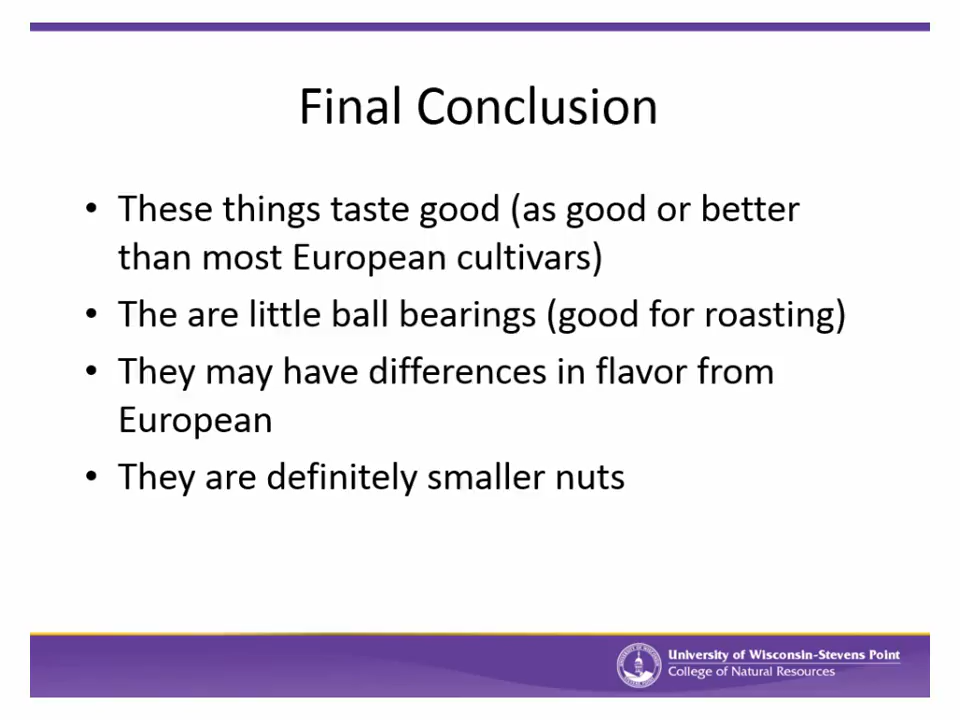 Final Conclusion
• These things taste good (as good or better
than most European cultivars)
• The are little ball bearings (good for roasting)
• They may have differences in flavor from
European
• They are definitely smaller nuts
University of Wisconsin-Stevens Point
College of Natural Resources